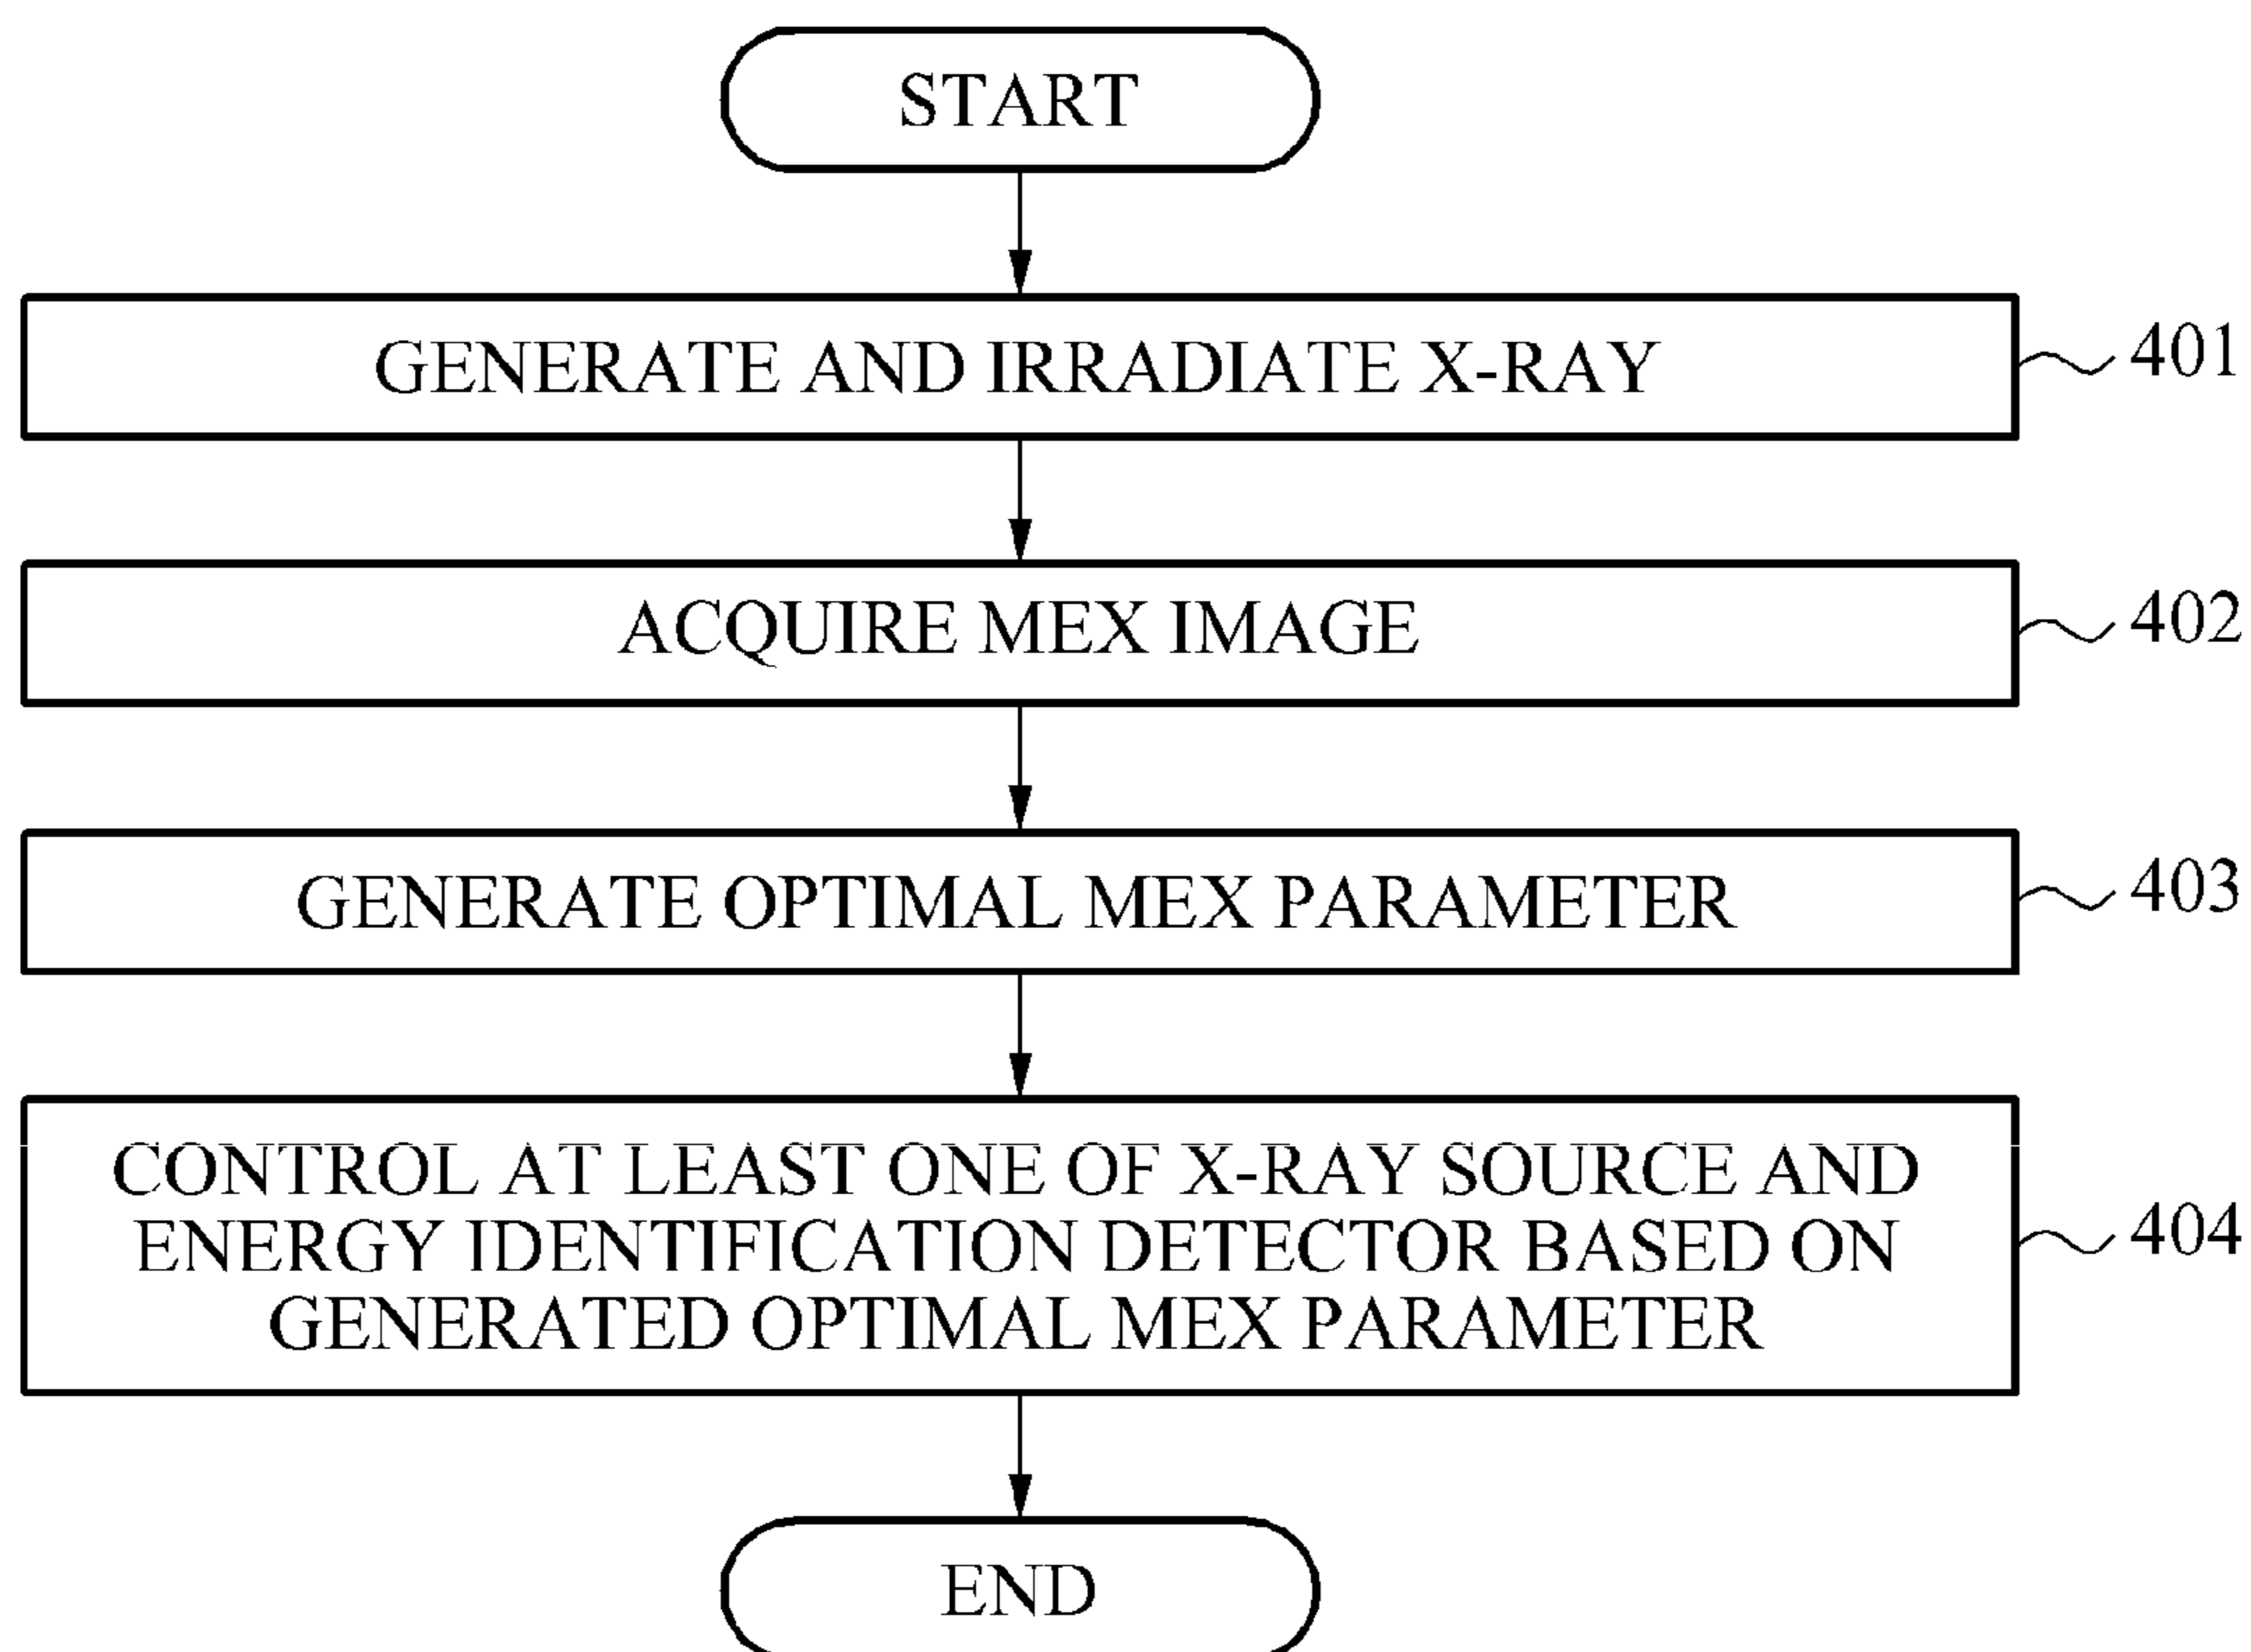 START
GENERATE AND IRRADIATE X-RAY
401
ACQUIRE MEX IMAGE
402
GENERATE OPTIMAL MEX PARAMETER
403
CONTROL AT LEAST ONE OF X-RAY SOURCE AND
ENERGY IDENTIFICATION DETECTOR BASED ON
GENERATED OPTIMAL MEX PARAMETER
404
END